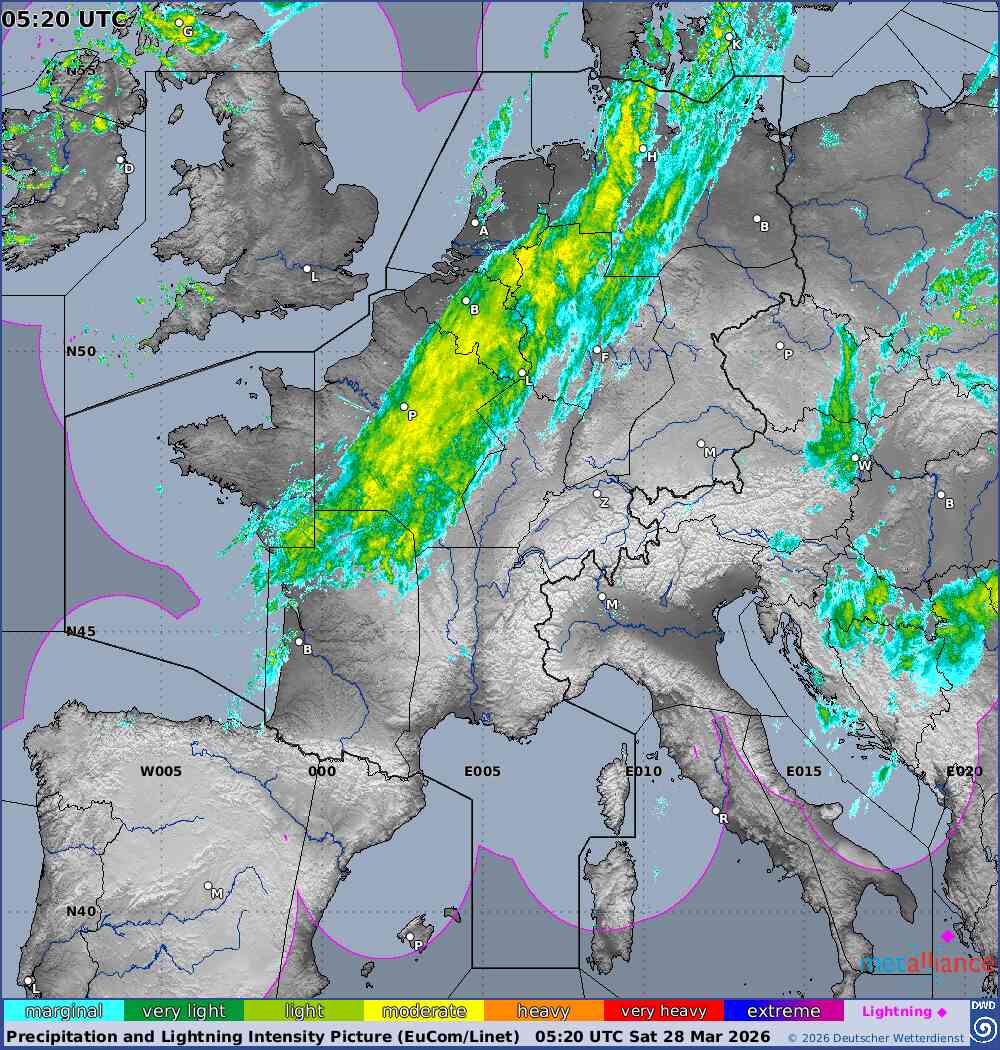 05:20 UTC
G
K
N55
D
H
A
B
L
B
N50
F
P
L
P
M
W
Z
B
M
N45
B
W005
000
E005
E010
E015
E020
R
M
N40
P
metalliance
L
marginal very light light moderate heavy very heavy extreme Lightning DWD
Precipitation and Lightning Intensity Picture (EuCom/Linet) 05:20 UTC Sat 28 Mar 2026 © 2026 Deutscher Wetterdienst